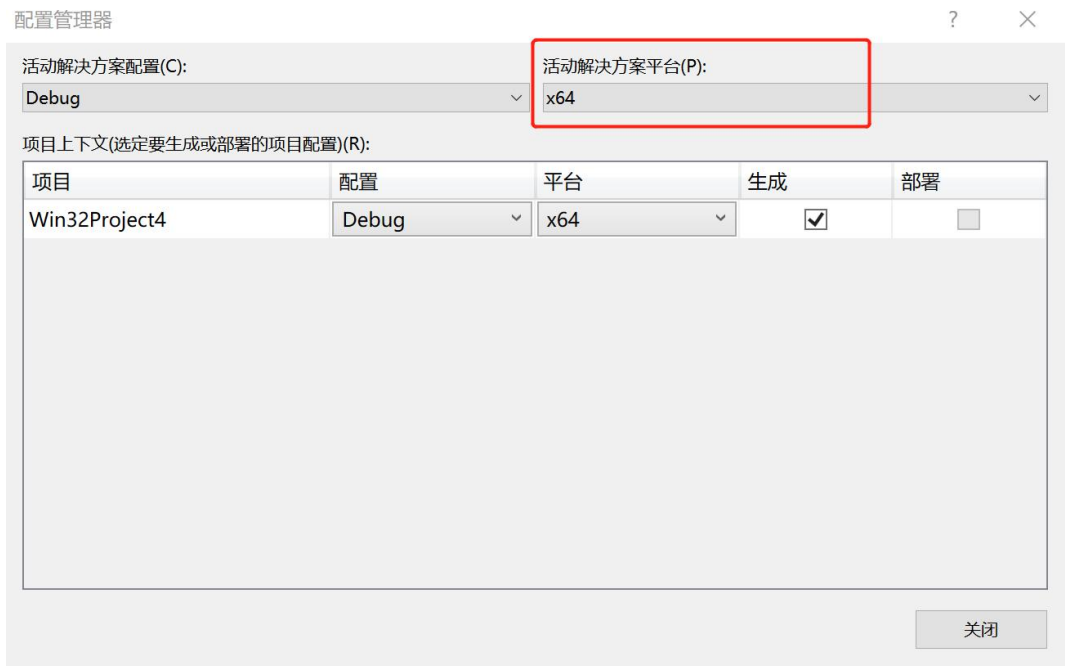 配置管理器
活动解决方案配置(C): 活动解决方案平台(P):
Debug x64
项目上下文(选定要生成或部署的项目配置)(R):
项目 配置 平台 生成 部署
Win32Project4 Debug x64
关闭